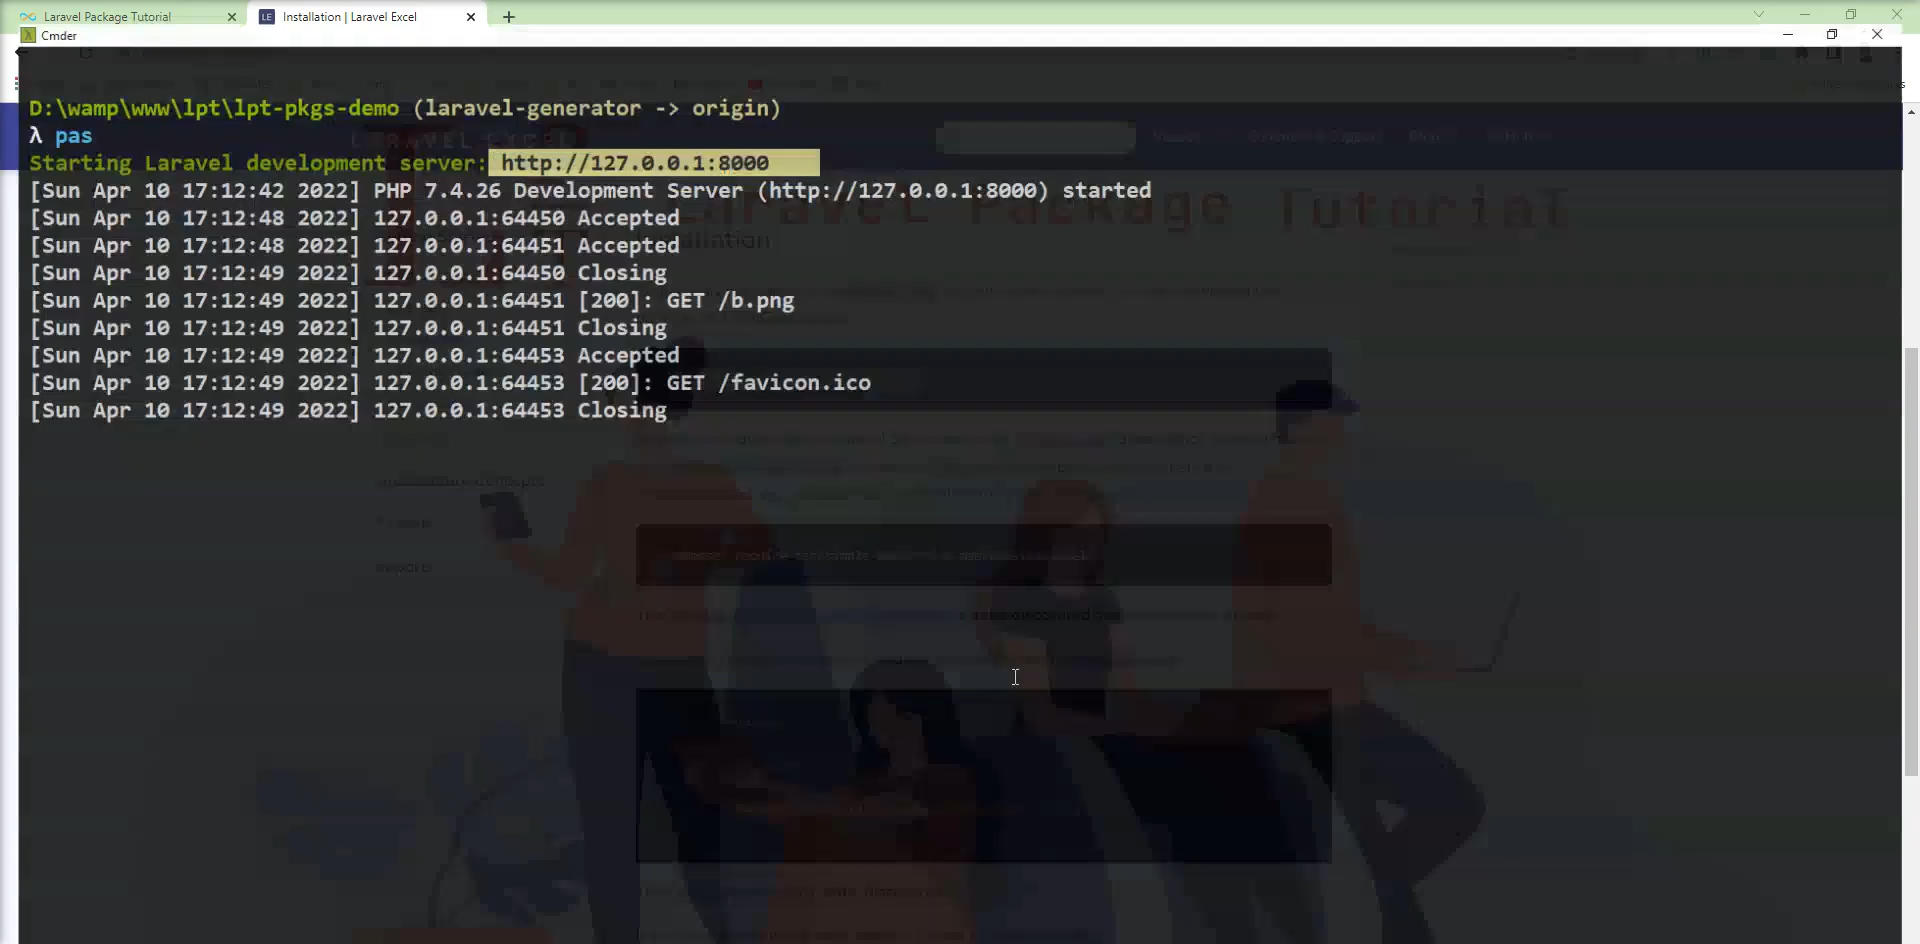 Laravel Package Tutorial
LE Installation | Laravel Excel
Cmder
D:\wamp\www\lpt\lpt-pkgs-demo (laravel-generator -> origin)
λ pas
Starting Laravel development server: http://127.0.0.1:8000
[Sun Apr 10 17:12:42 2022] PHP 7.4.26 Development Server (http://127.0.0.1:8000) started
[Sun Apr 10 17:12:48 2022] 127.0.0.1:64450 Accepted
[Sun Apr 10 17:12:48 2022] 127.0.0.1:64451 Accepted
[Sun Apr 10 17:12:49 2022] 127.0.0.1:64450 Closing
[Sun Apr 10 17:12:49 2022] 127.0.0.1:64451 [200]: GET /b.png
[Sun Apr 10 17:12:49 2022] 127.0.0.1:64451 Closing
[Sun Apr 10 17:12:49 2022] 127.0.0.1:64453 Accepted
[Sun Apr 10 17:12:49 2022] 127.0.0.1:64453 [200]: GET /favicon.ico
[Sun Apr 10 17:12:49 2022] 127.0.0.1:64453 Closing
Laravel Package Tutorial